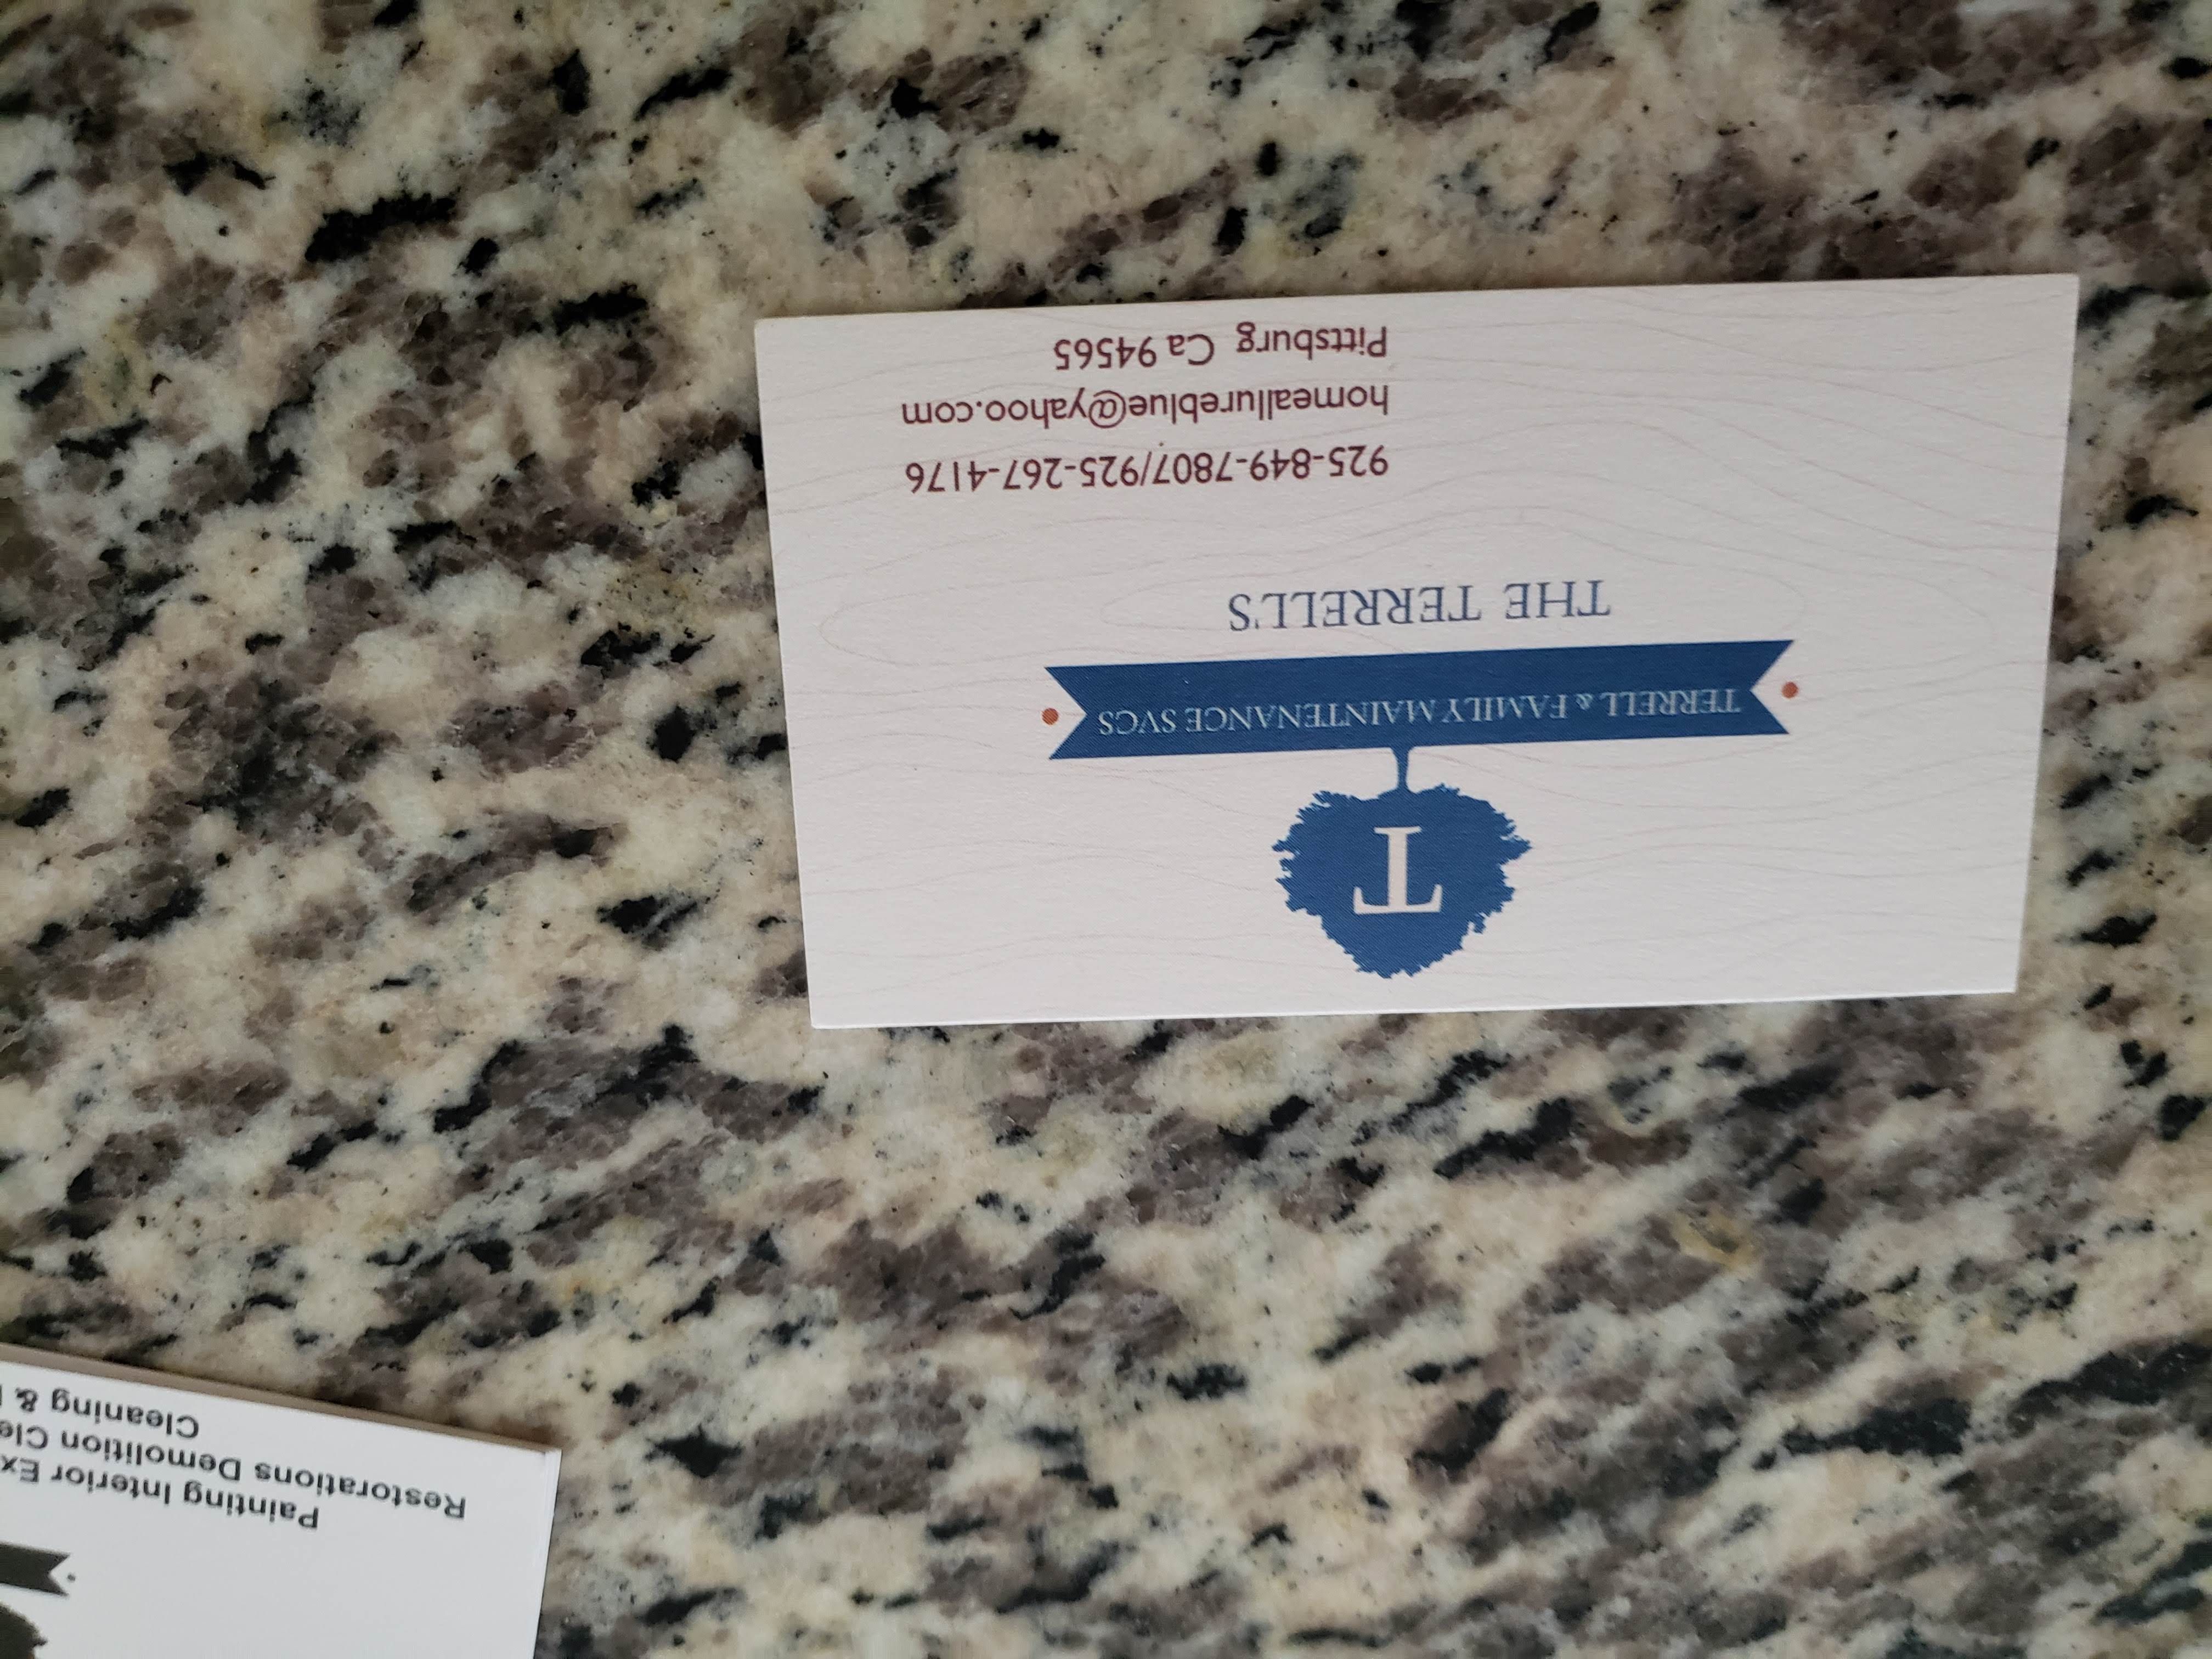 T
TERRELL & FAMILY MAINTENANCE SVCS
THE TERRELL'S
925-849-7807/925-267-4176
homeallureblue@yahoo.com
Pittsburg Ca 94565
Painting Interior
Restorations Demolition
Cleaning &